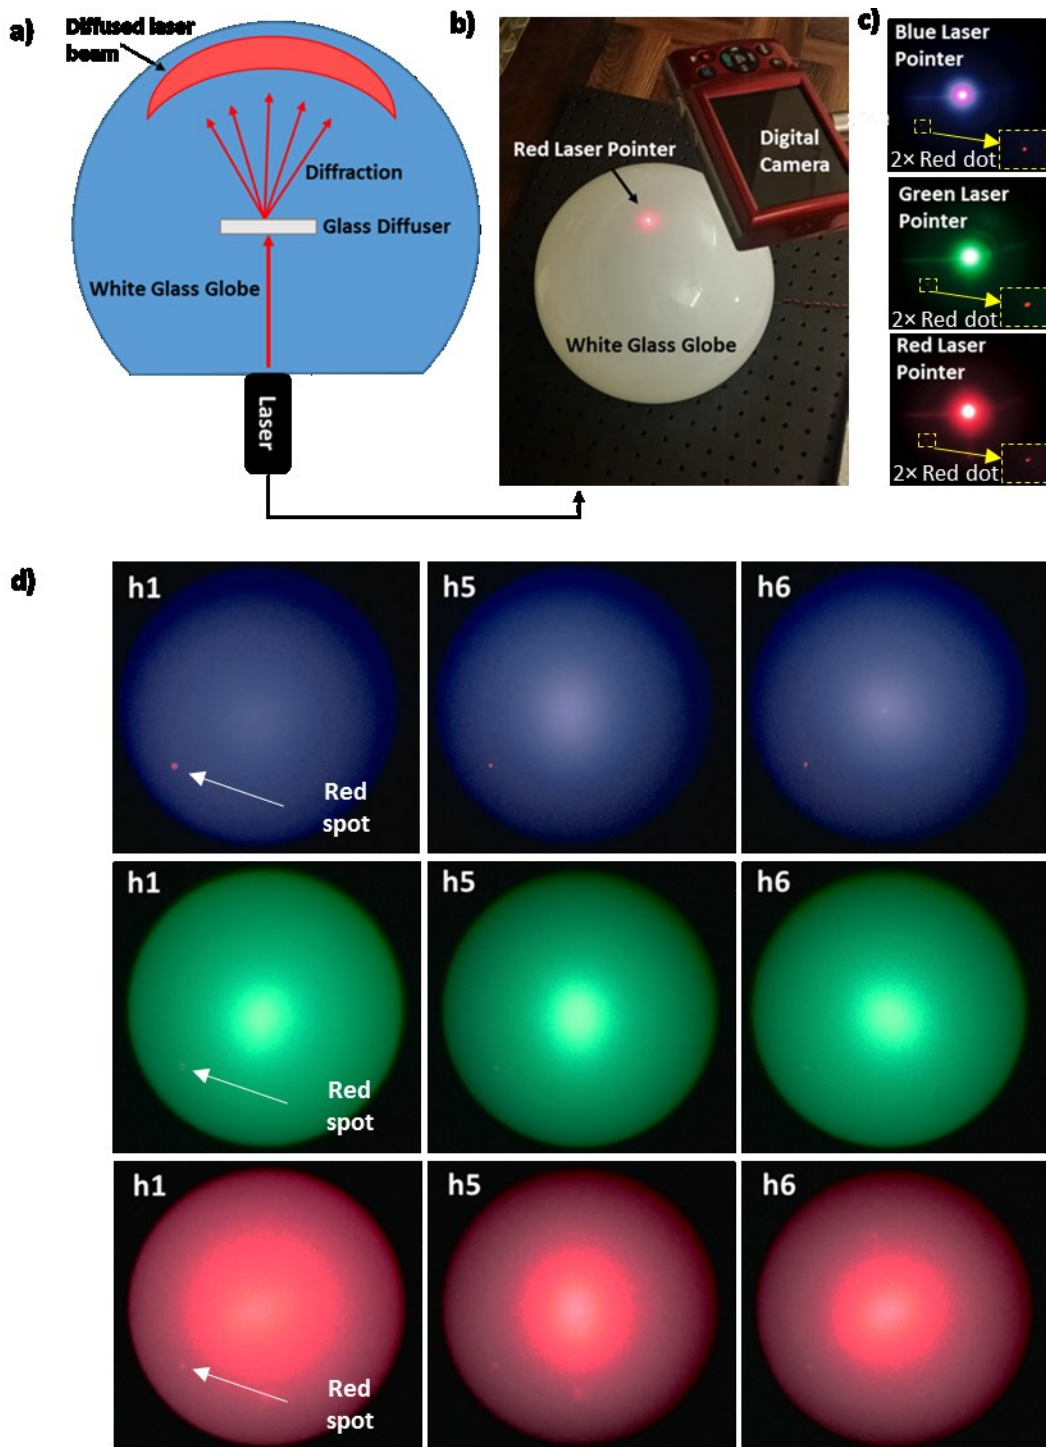 a)
Diffused laser
beam
Diffraction
Glass Diffuser
White Glass Globe
Laser
b)
Red Laser Pointer
Digital
Camera
White Glass Globe
c)
Blue Laser
Pointer
2× Red dot
Green Laser
Pointer
2× Red dot
Red Laser
Pointer
2× Red dot
d)
h1
Red
spot
h5
h6
h1
Red
spot
h5
h6
h1
Red
spot
h5
h6